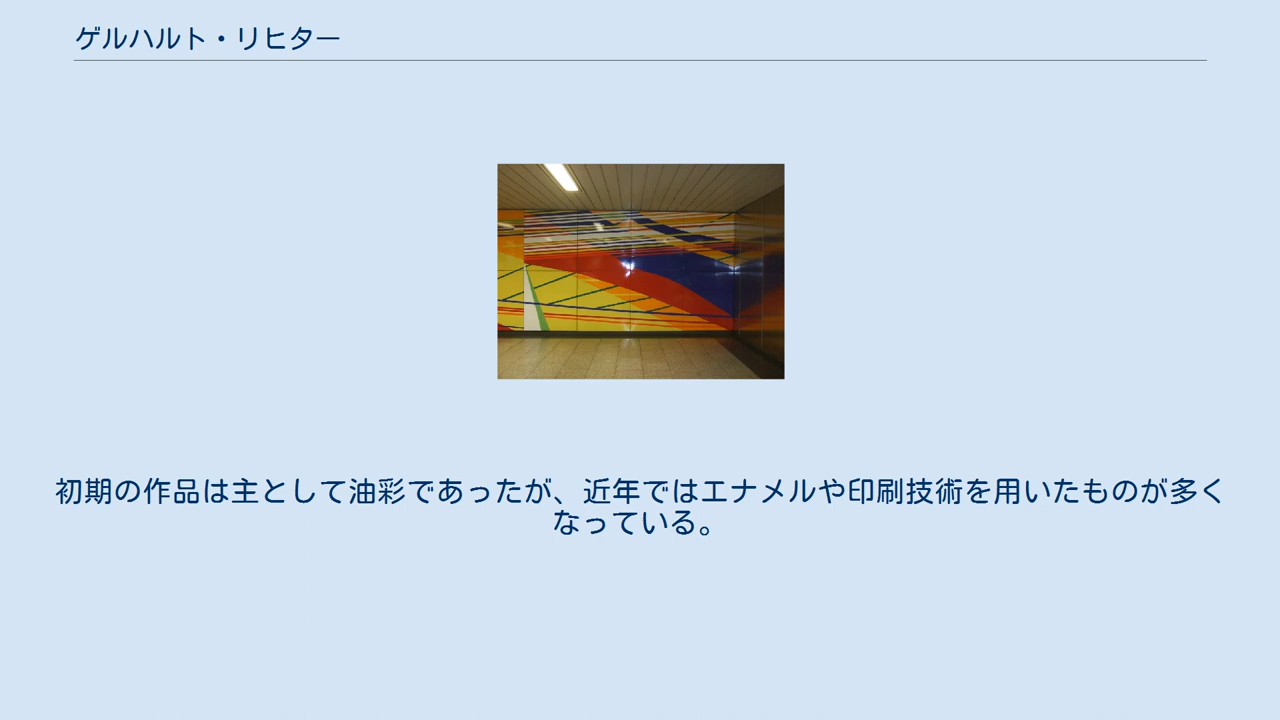 ゲルハルト・リヒター
初期の作品は主として油彩であったが、近年ではエナメルや印刷技術を用いたものが多く
なっている。